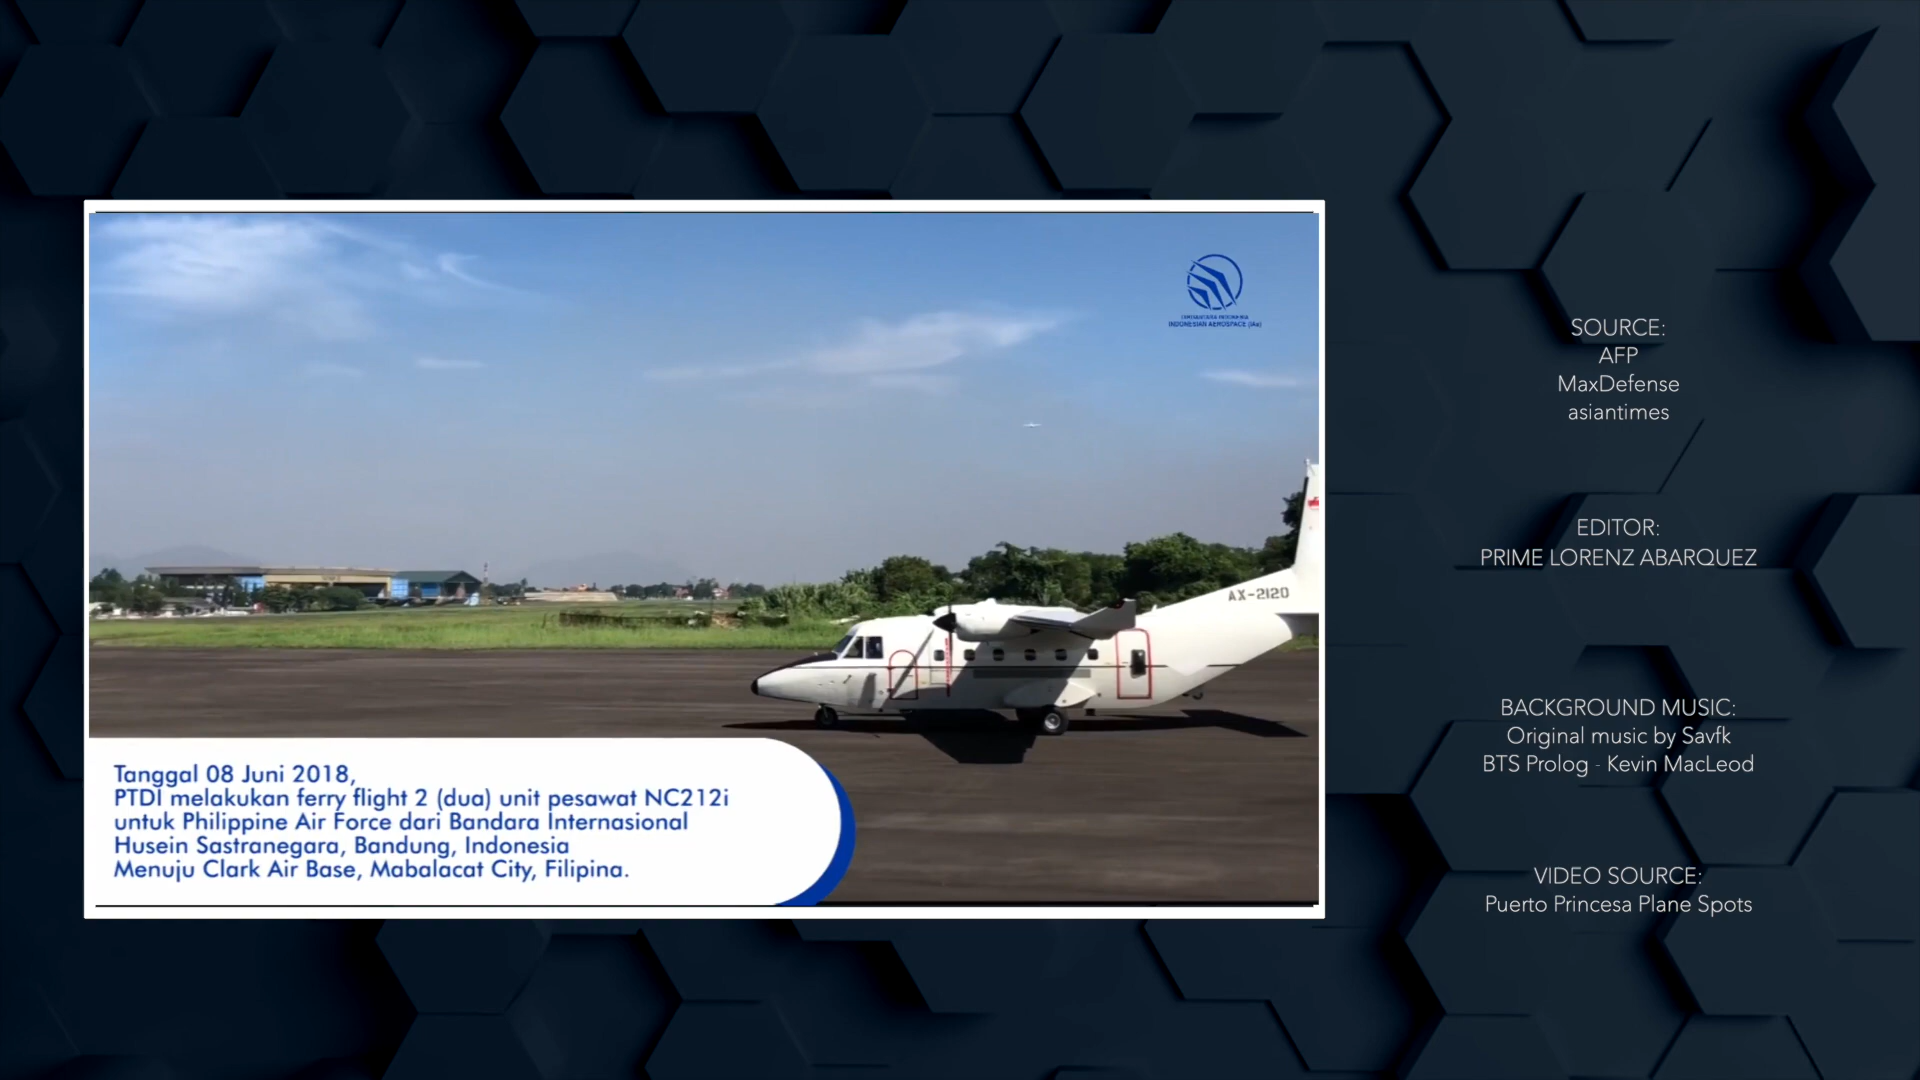 INDONESIAN AEROSPACE (IAe)
AX-2120
Tanggal 08 Juni 2018,
PTDI melakukan ferry flight 2 (dua) unit pesawat NC212i
untuk Philippine Air Force dari Bandara Internasional
Husein Sastranegara, Bandung, Indonesia
Menuju Clark Air Base, Mabalacat City, Filipina.
SOURCE:
AFP
MaxDefense
asiantimes
EDITOR:
PRIME LORENZ ABARQUEZ
BACKGROUND MUSIC:
Original music by Savfk
BTS Prolog - Kevin MacLeod
VIDEO SOURCE:
Puerto Princesa Plane Spots